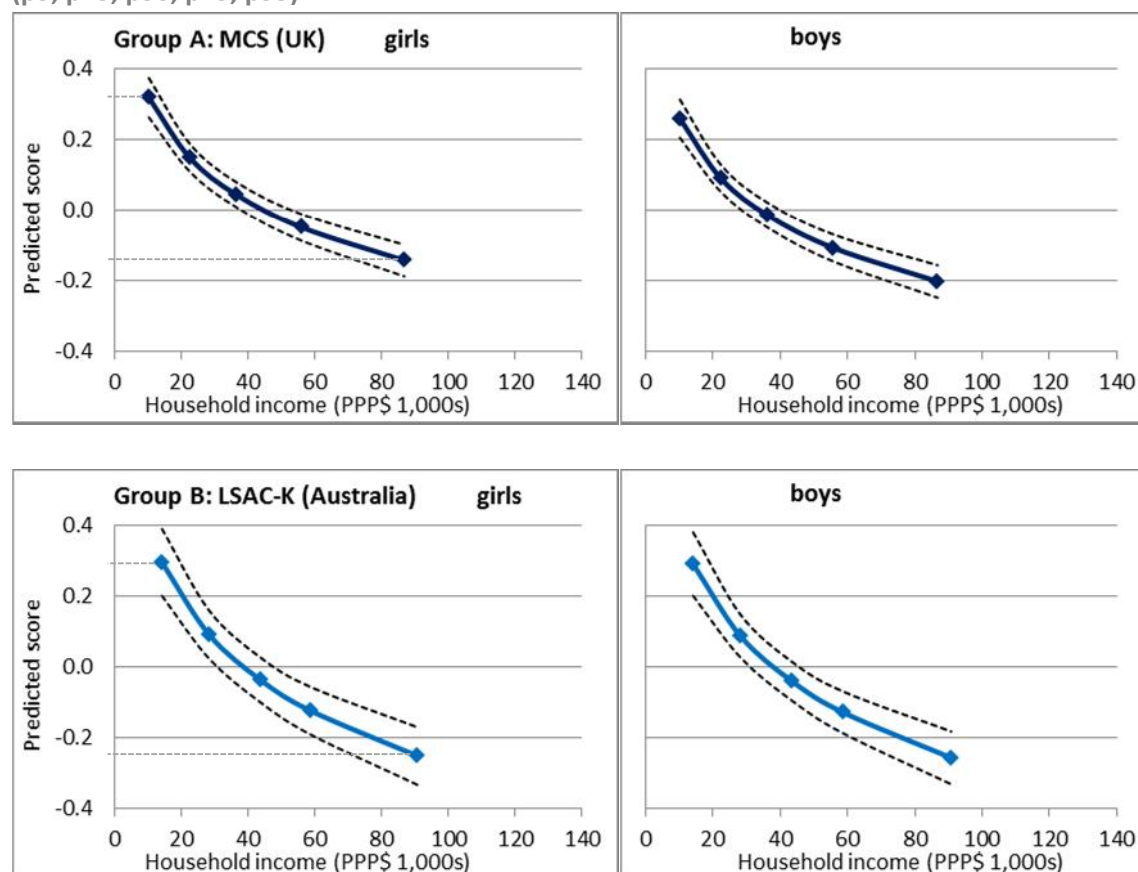 Group A: MCS (UK) girls
boys
Predicted score
0.4
0.2
0.0
-0.2
-0.4
0 20 40 60 80 100 120 140
0 20 40 60 80 100 120 140
Household income (PPP$ 1,000s)
Household income (PPP$ 1,000s)
Group B: LSAC-K (Australia) girls
boys
Predicted score
0.4
0.2
0.0
-0.2
-0.4
0 20 40 60 80 100 120 140
0 20 40 60 80 100 120 140
Household income (PPP$ 1,000s)
Household income (PPP$ 1,000s)